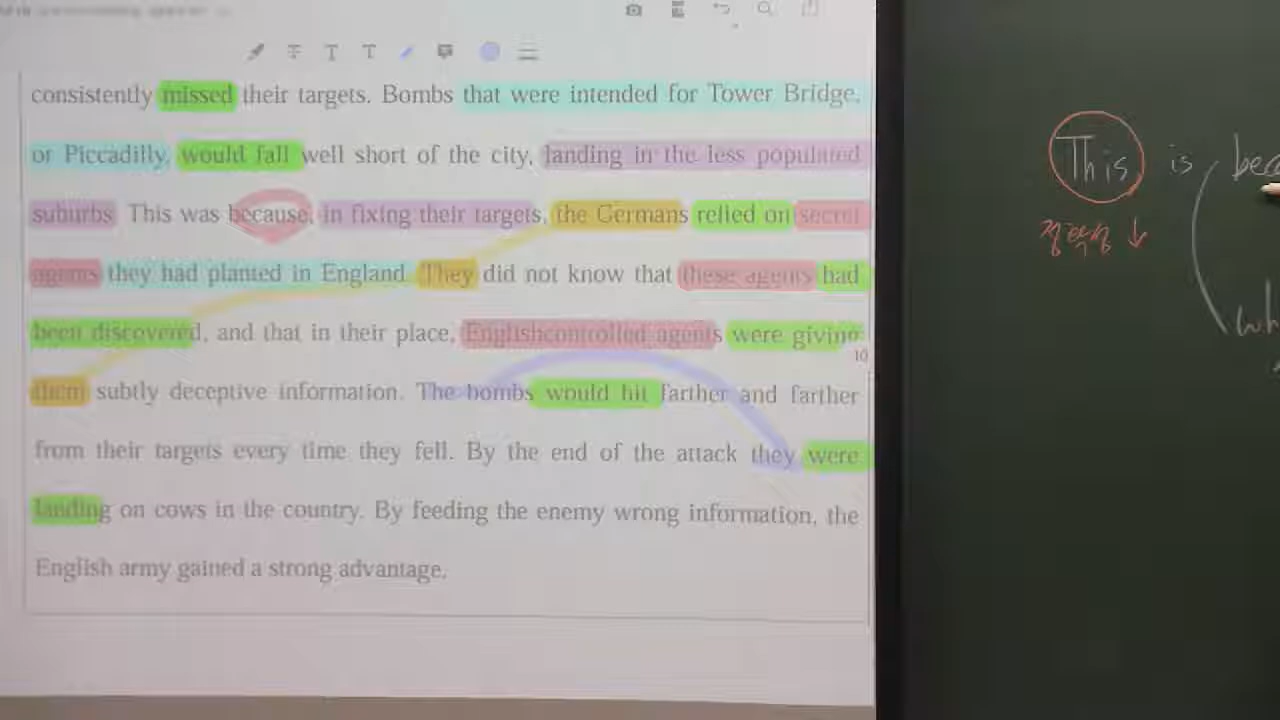 consistently missed their targets. Bombs that were intended for Tower Bridge,
or Piccadilly, would fall well short of the city, landing in the less populated
suburbs. This was because, in fixing their targets, the Germans relied on secret
agents they had planted in England. They did not know that these agents had
been discovered, and that in their place, Englishcontrolled agents were giving
10
them subtly deceptive information. The bombs would hit farther and farther
from their targets every time they fell. By the end of the attack they were
landing on cows in the country. By feeding the enemy wrong information, the
English army gained a strong advantage.
This is bec
↓
wh